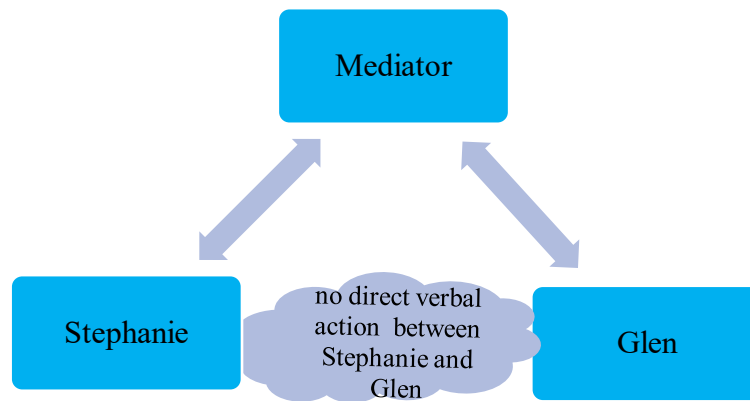 Mediator
Stephanie
no direct verbal
action between
Stephanie and
Glen
Glen